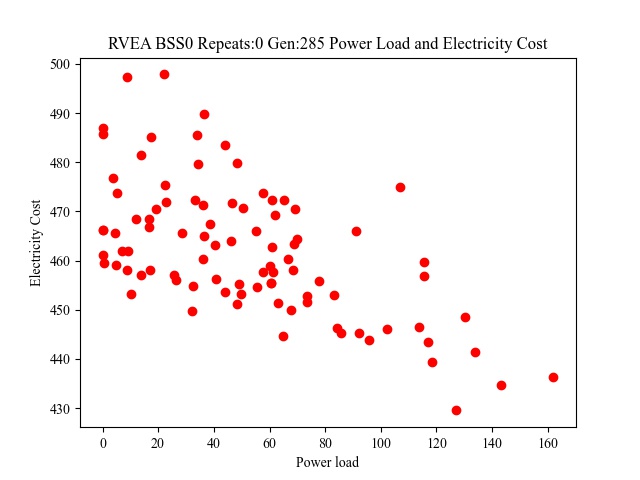 RVEA BSS0 Repeats:0 Gen:285 Power Load and Electricity Cost
500
490
480
470
460
450
440
430
Electricity Cost
0 20 40 60 80 100 120 140 160
Power load